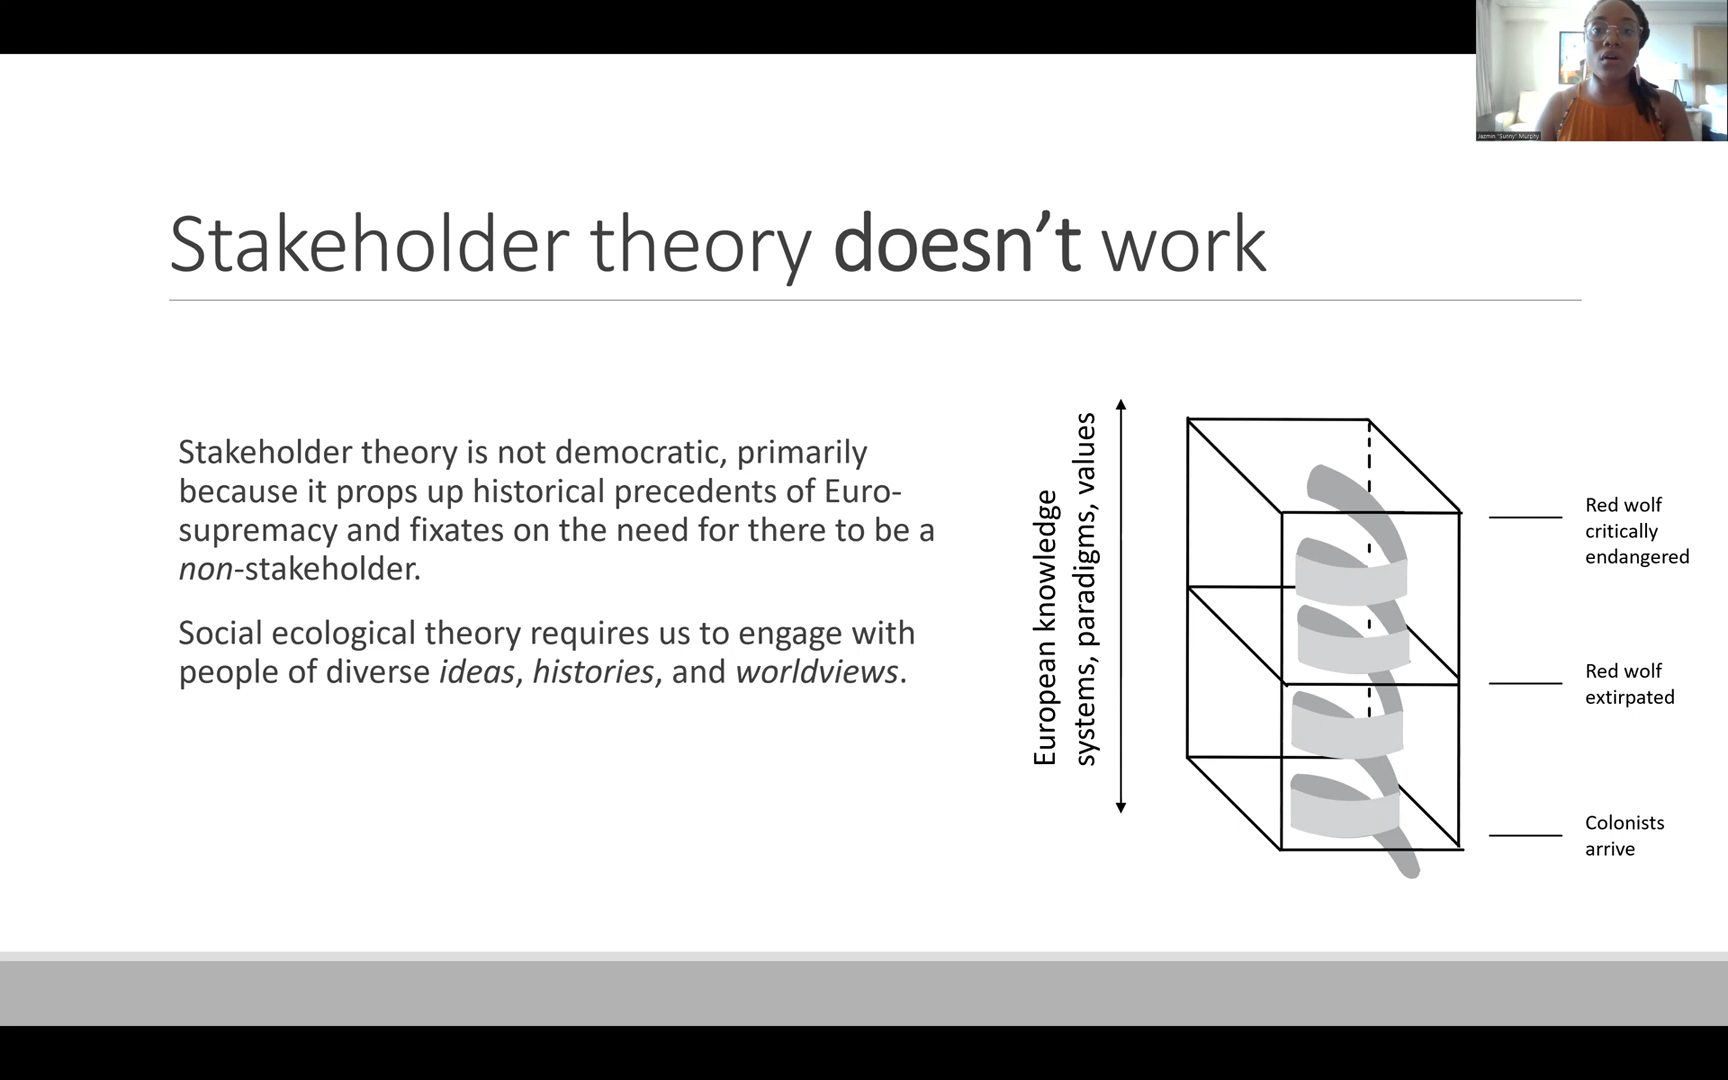 Jazmin "Sunny" Murphy
Stakeholder theory doesn’t work
Stakeholder theory is not democratic, primarily
because it props up historical precedents of Euro-
supremacy and fixates on the need for there to be a
non-stakeholder.
Social ecological theory requires us to engage with
people of diverse ideas, histories, and worldviews.
European knowledge
systems, paradigms, values
Red wolf
critically
endangered
Red wolf
extirpated
Colonists
arrive